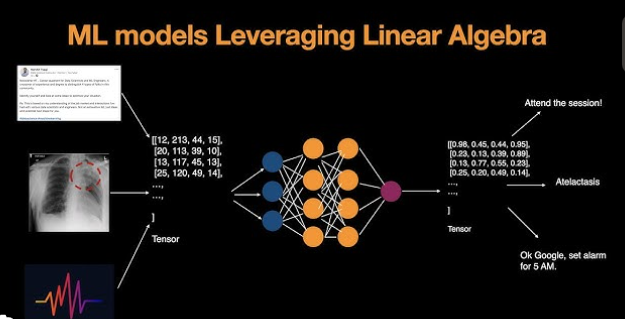 ML models Leveraging Linear Algebra
[[12, 213, 44, 15],
[20, 113, 39, 10],
[13, 117, 45, 13],
[25, 120, 49, 14],
....,
....,
]
Tensor
[[0.98, 0.45, 0.44, 0.95],
[0.23, 0.13, 0.39, 0.89],
[0.13, 0.77, 0.55, 0.23],
[0.25, 0.20, 0.49, 0.14],
....,
....,
]
Tensor
Attend the session!
Atelactasis
Ok Google, set alarm
for 5 AM.